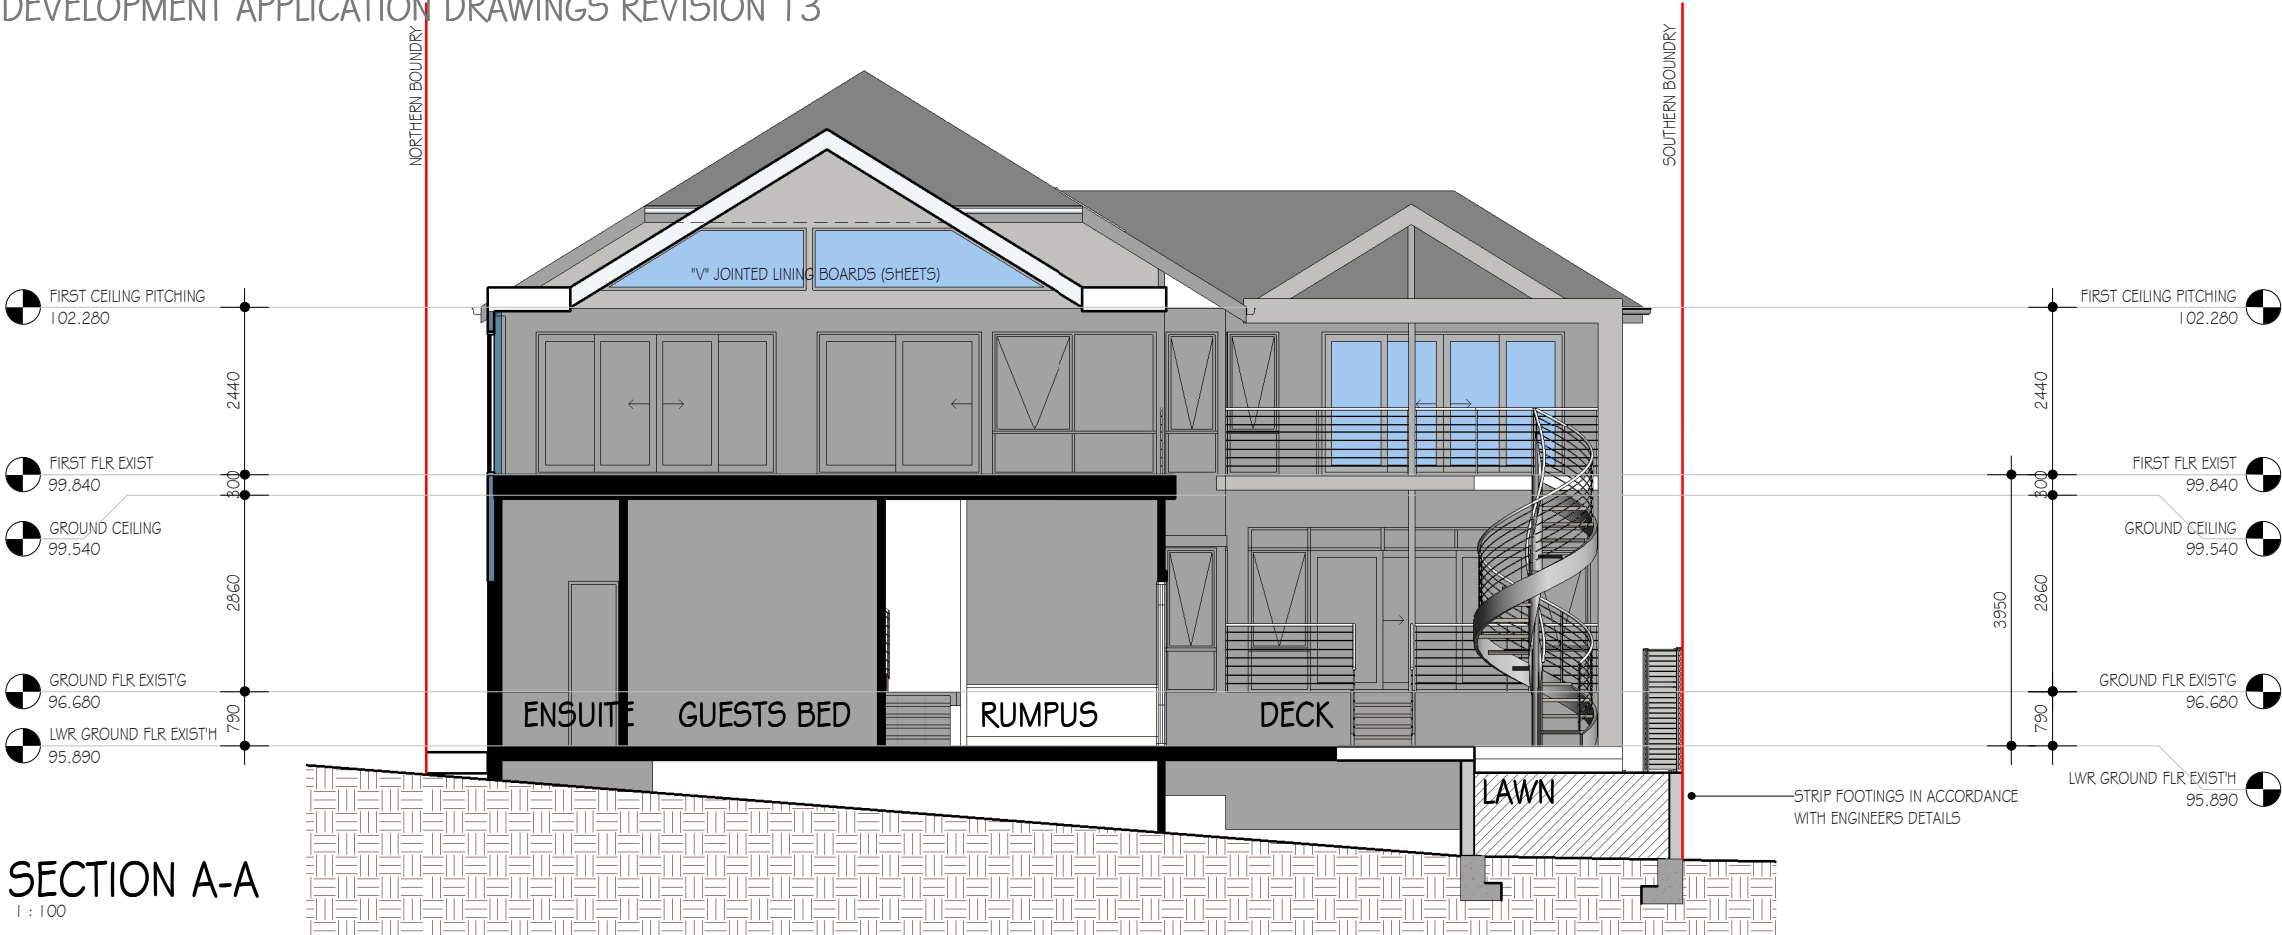 DEVELOPMENT APPLICATION DRAWINGS REVISION 13
NORTHERN BOUNDRY
SOUTHERN BOUNDRY
"V" JOINTED LINING BOARDS (SHEETS)
FIRST CEILING PITCHING
102.280
2440
FIRST FLR EXIST
99.840
300
GROUND CEILING
99.540
2860
GROUND FLR EXIST'G
96.680
790
LWR GROUND FLR EXIST'H
95.890
FIRST CEILING PITCHING
102.280
2440
FIRST FLR EXIST
99.840
300
GROUND CEILING
99.540
2860
3950
GROUND FLR EXIST'G
96.680
790
LWR GROUND FLR EXIST'H
95.890
ENSUITE
GUESTS BED
RUMPUS
DECK
LAWN
STRIP FOOTINGS IN ACCORDANCE
WITH ENGINEERS DETAILS
SECTION A-A
1 : 100